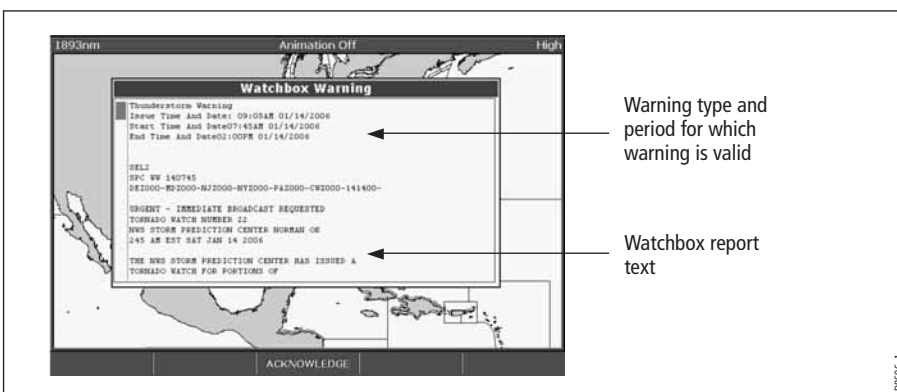 1893nm Animation Off High
Watchbox Warning
Thunderstorm Warning
Issue Time And Date: 09:05AM 01/14/2006
Start Time And Date07:45AM 01/14/2006
End Time And Date02:00PM 01/14/2006
SEL2
SPC WW 140745
DEZ000-MDZ000-NJZ000-NYZ000-PAZ000-CWZ000-141400-
URGENT - IMMEDIATE BROADCAST REQUESTED
TORNADO WATCH NUMBER 22
NWS STORM PREDICTION CENTER NORMAN OK
245 AM EST SAT JAN 14 2006
THE NWS STORM PREDICTION CENTER HAS ISSUED A
TORNADO WATCH FOR PORTIONS OF
ACKNOWLEDGE
Warning type and
period for which
warning is valid
Watchbox report
text